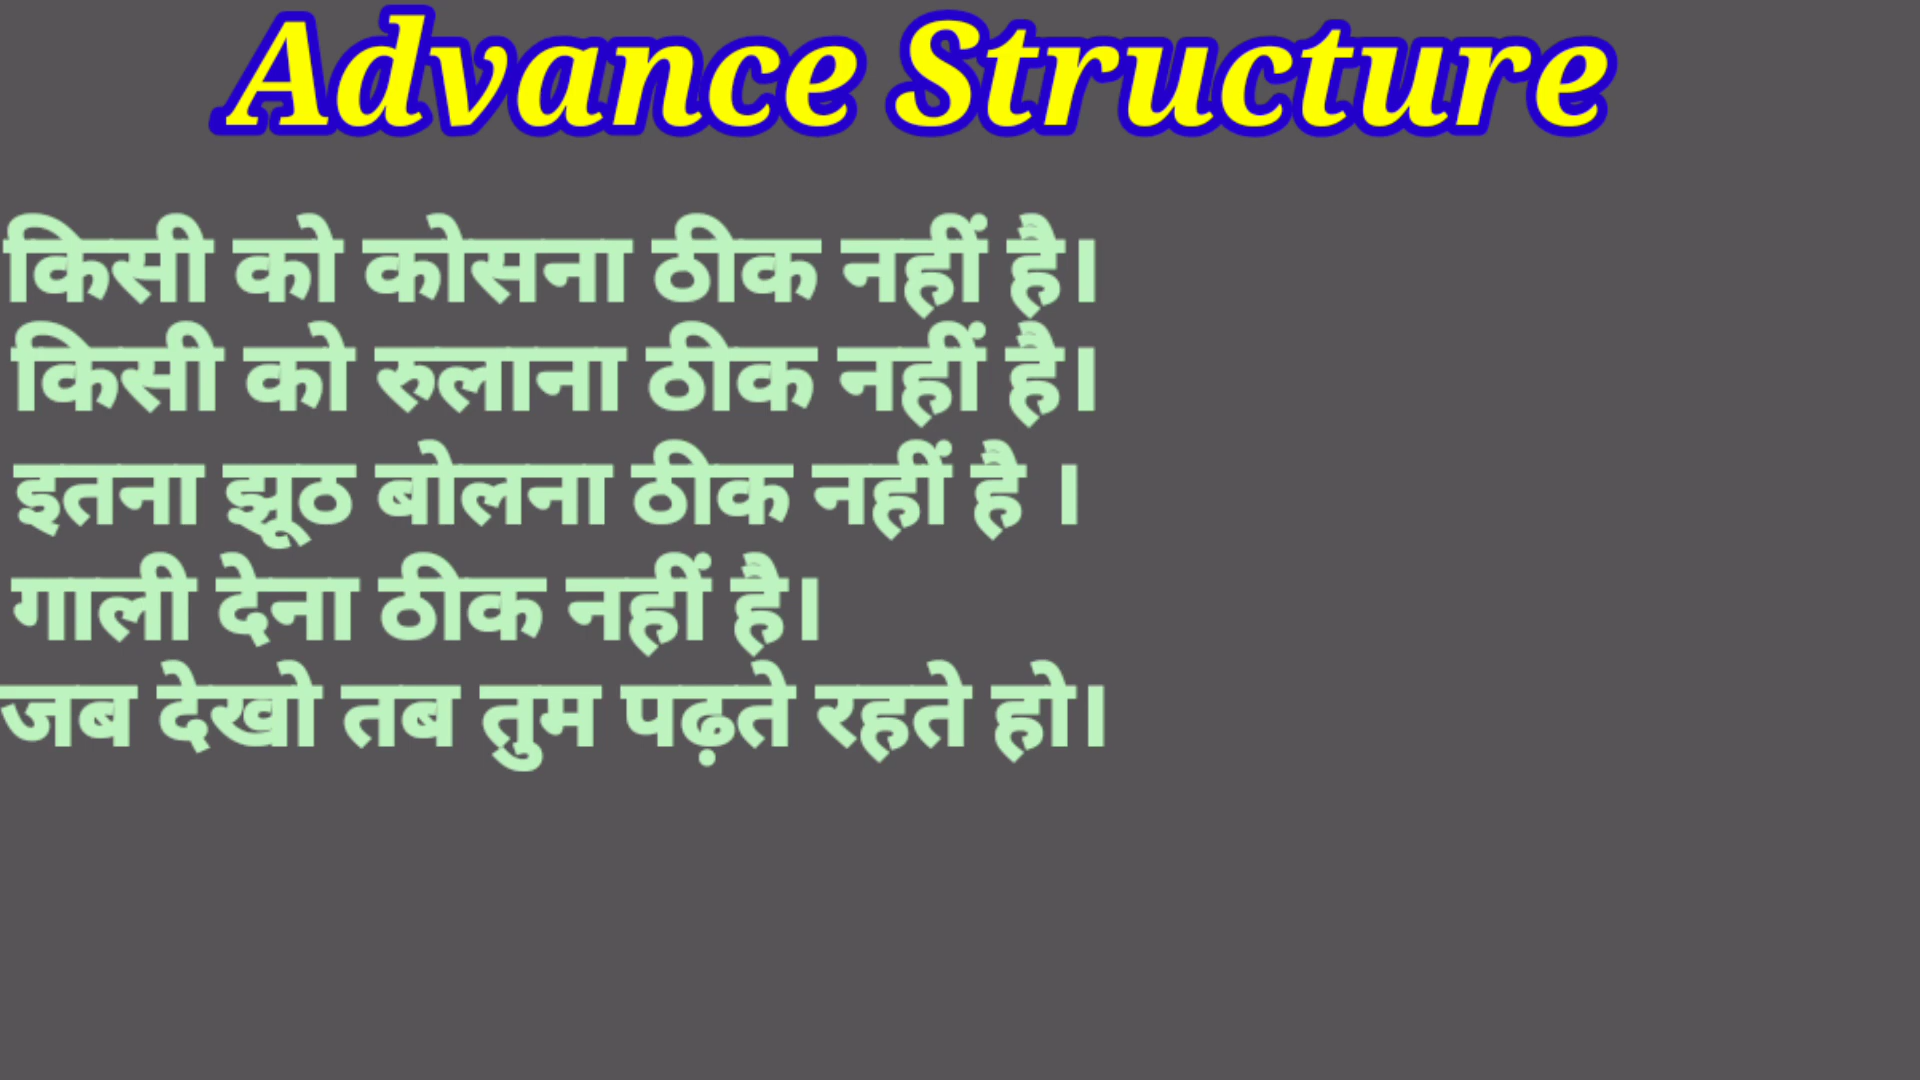 Advance Structure
किसी को कोसना ठीक नहीं है।
किसी को रुलाना ठीक नहीं है।
इतना झूठ बोलना ठीक नहीं है ।
गाली देना ठीक नहीं है।
जब देखो तब तुम पढ़ते रहते हो।